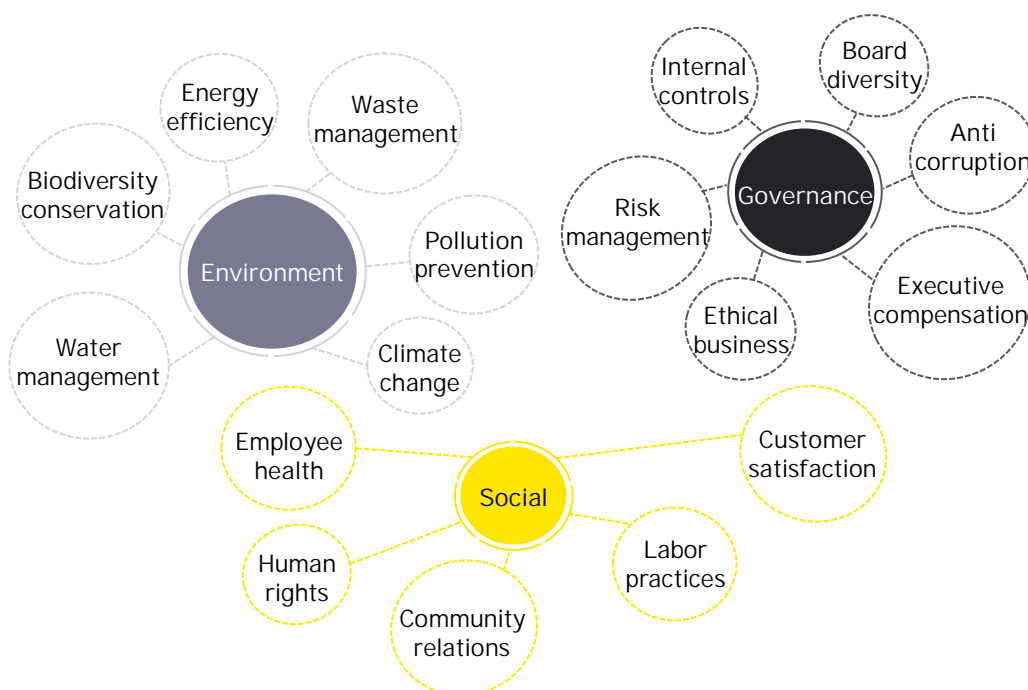 Energy
efficiency
Waste
management
Biodiversity
conservation
Environment
Pollution
prevention
Water
management
Climate
change
Internal
controls
Board
diversity
Anti
corruption
Governance
Risk
management
Executive
compensation
Ethical
business
Employee
health
Customer
satisfaction
Social
Human
rights
Labor
practices
Community
relations